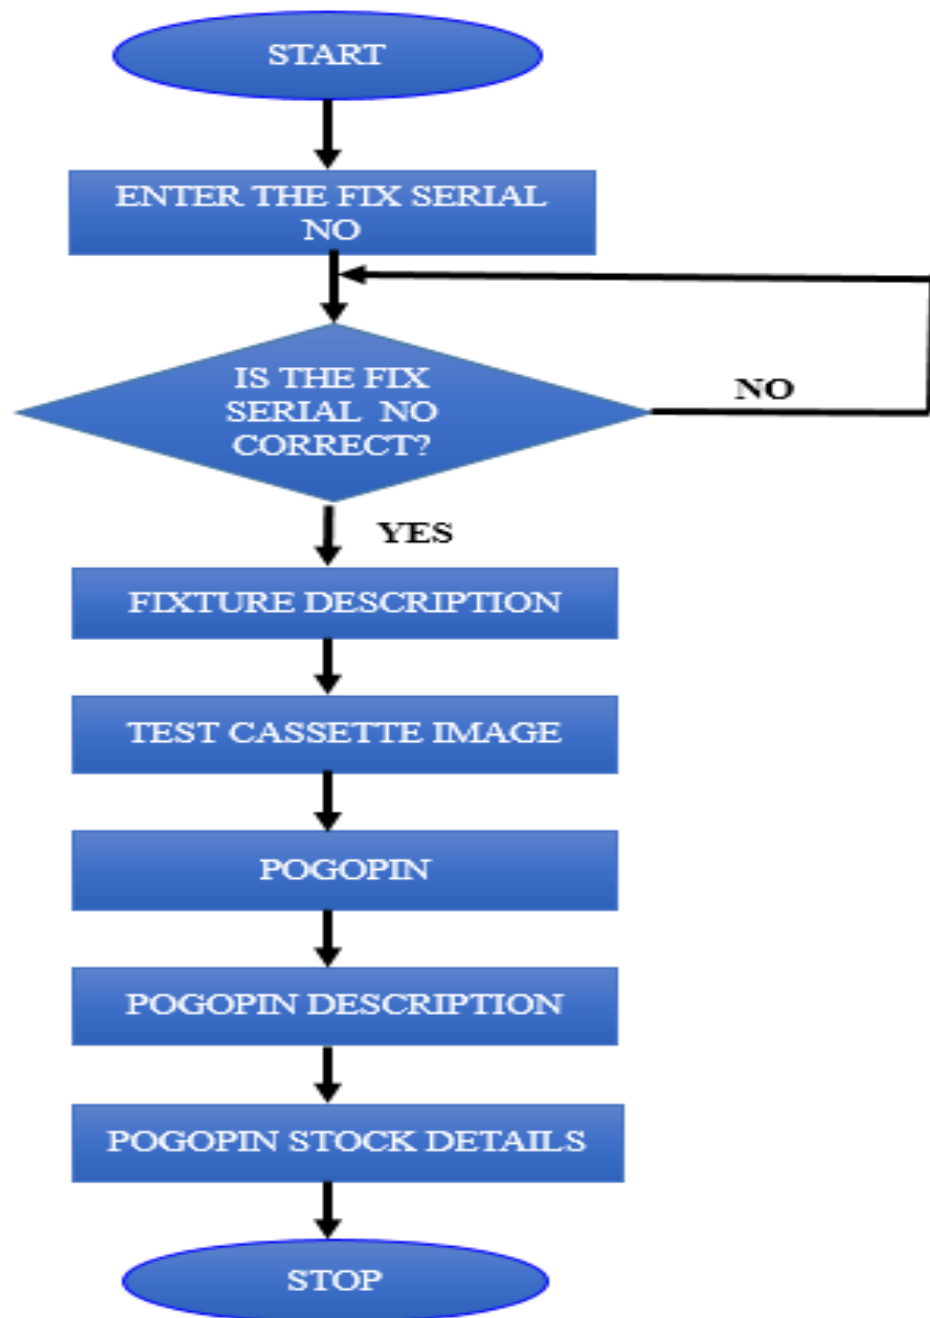 START
ENTER THE FIX SERIAL
NO
IS THE FIX
SERIAL NO
CORRECT?
NO
YES
FIXTURE DESCRIPTION
TEST CASSETTE IMAGE
POGOPIN
POGOPIN DESCRIPTION
POGOPIN STOCK DETAILS
STOP